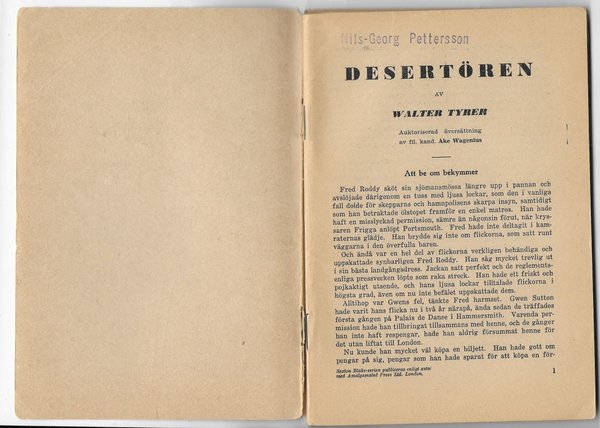 Nils-Georg Pettersson
DESERTÖREN
AV
WALTER TYRER
Auktoriserad översättning
av fil. kand. Åke Wagenius
Att be om bekymmer
Fred Roddy sköt sin sjömansmössa längre upp i pannan och
avslöjade därigenom en tuss med ljusa lockar, som den i vanliga
fall dolde för skepparns och hamnpolisens skarpa insyn, samtidigt
som han betraktade ölstopet framför en enkel matros. Han hade
haft en misslyckad permission, sämre än någonsin förut, när krys-
saren Frigga anlöpt Portsmouth. Fred hade inte deltagit i kam-
raternas glädje. Han brydde sig inte om flickorna, som satt runt
väggarna i den överfulla baren.
Och ändå var en hel del av flickorna verkligen behändiga och
uppskattade synbarligen Fred Roddy. Han såg mycket trevlig ut
i sin bästa landgångsdress. Jackan satt perfekt och de reglements-
enliga pressvecken löpte som raka streck. Han hade ett friskt och
pojkaktigt utseende, och hans ljusa lockar tilltalade flickorna i
högsta grad, även om nu inte befälet uppskattade dem.
Alltihop var Gwens fel, tänkte Fred harmset. Gwen Sutton
hade varit hans flicka nu i två år närapå, ända sedan de träffades
första gången på Palais de Danse i Hammersmith. Varenda per-
mission hade han tillbringat tillsammans med henne, och de gånger
han inte haft respengar, hade han aldrig försummat henne för
det utan liftat till London.
Nu kunde han mycket väl köpa en biljett. Han hade gott om
pengar på sig, pengar som han hade sparat för att köpa en för-
Sexton Blake-serien publiceras enligt avtal
med Amalgamated Press Ltd. London.
1